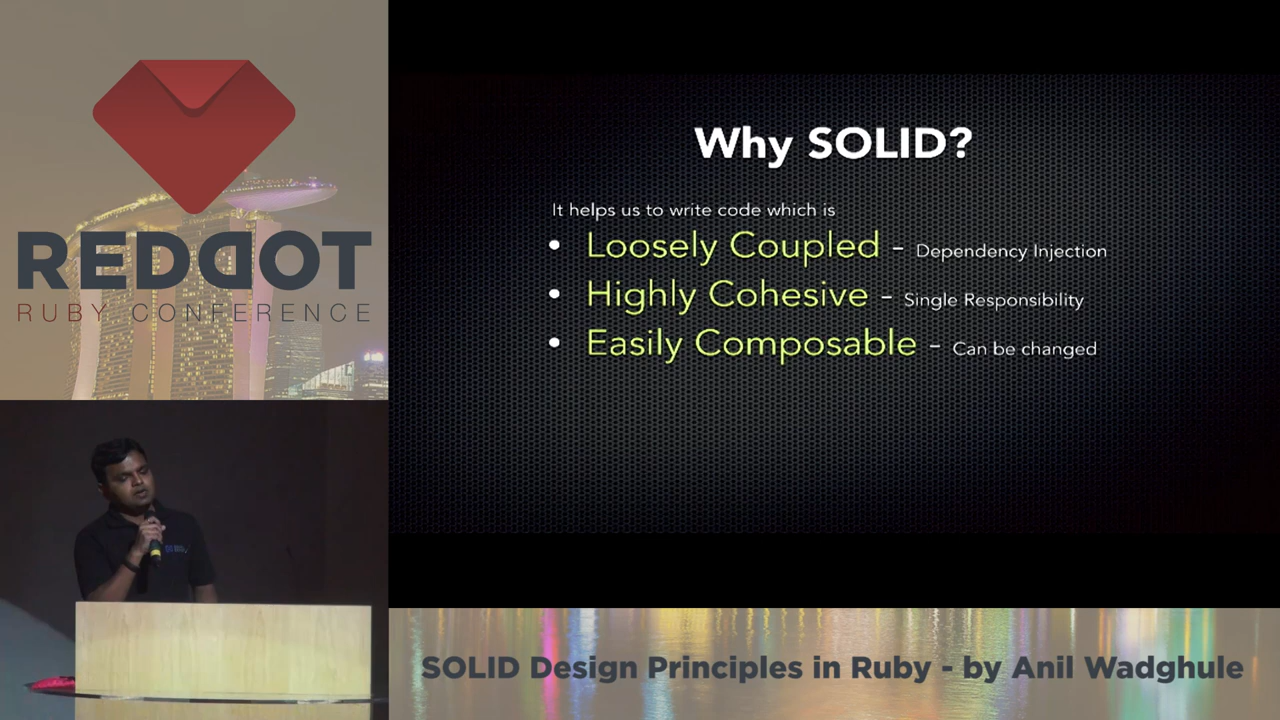 REDDOT
RUBY CONFERENCE
Why SOLID?
It helps us to write code which is
• Loosely Coupled – Dependency Injection
• Highly Cohesive – Single Responsibility
• Easily Composable – Can be changed
SOLID Design Principles in Ruby - by Anil Wadghule